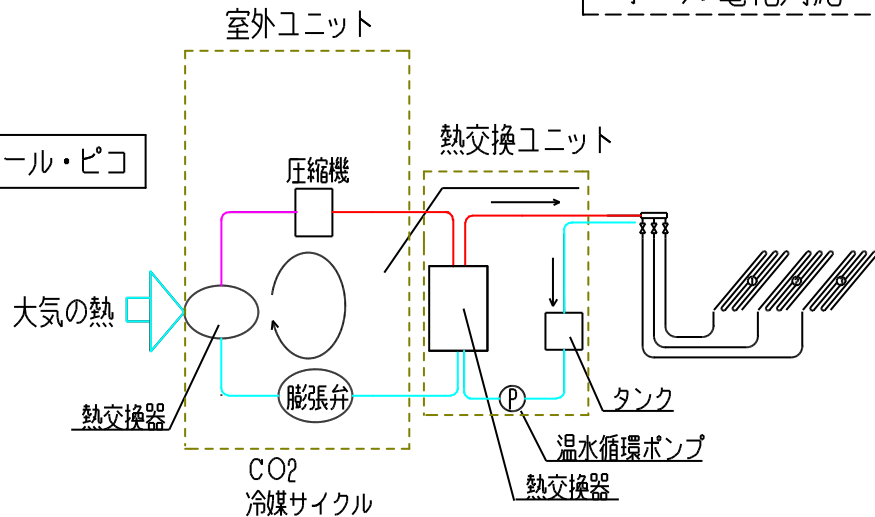 室外ユニット
ール・ピコ
熱交換ユニット
圧縮機
大気の熱
膨張弁
P
タンク
熱交換器
温水循環ポンプ
CO2
熱交換器
冷媒サイクル